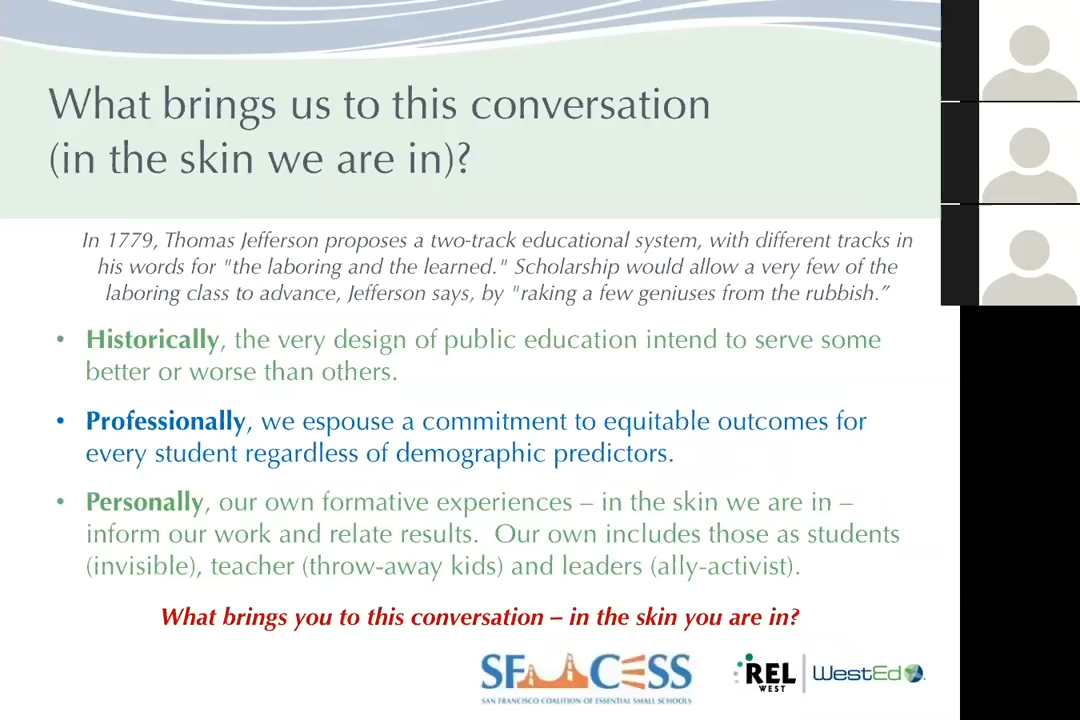 What brings us to this conversation
(in the skin we are in)?
In 1779, Thomas Jefferson proposes a two-track educational system, with different tracks in
his words for "the laboring and the learned." Scholarship would allow a very few of the
laboring class to advance, Jefferson says, by "raking a few geniuses from the rubbish.”
• Historically, the very design of public education intend to serve some
better or worse than others.
• Professionally, we espouse a commitment to equitable outcomes for
every student regardless of demographic predictors.
• Personally, our own formative experiences – in the skin we are in –
inform our work and relate results. Our own includes those as students
(invisible), teacher (throw-away kids) and leaders (ally-activist).
What brings you to this conversation – in the skin you are in?
SF CESS
SAN FRANCISCO COALITION OF ESSENTIAL SMALL SCHOOLS
REL
WEST
WestEd